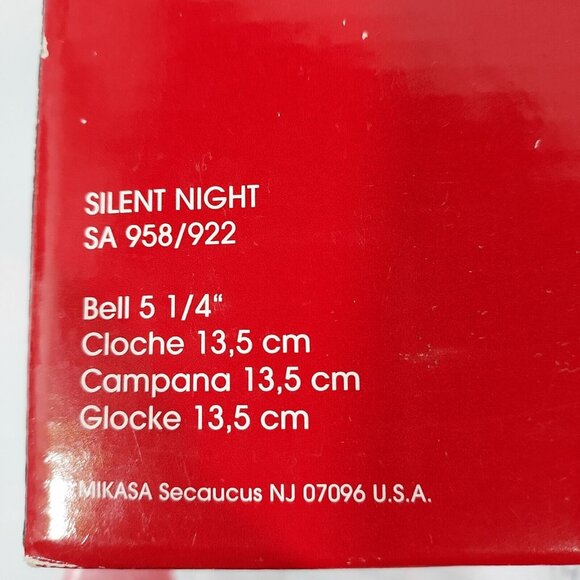 SILENT NIGHT
SA 958/922
Bell 5 1/4“
Cloche 13,5 cm
Campana 13,5 cm
Glocke 13,5 cm
MIKASA Secaucus NJ 07096 U.S.A.